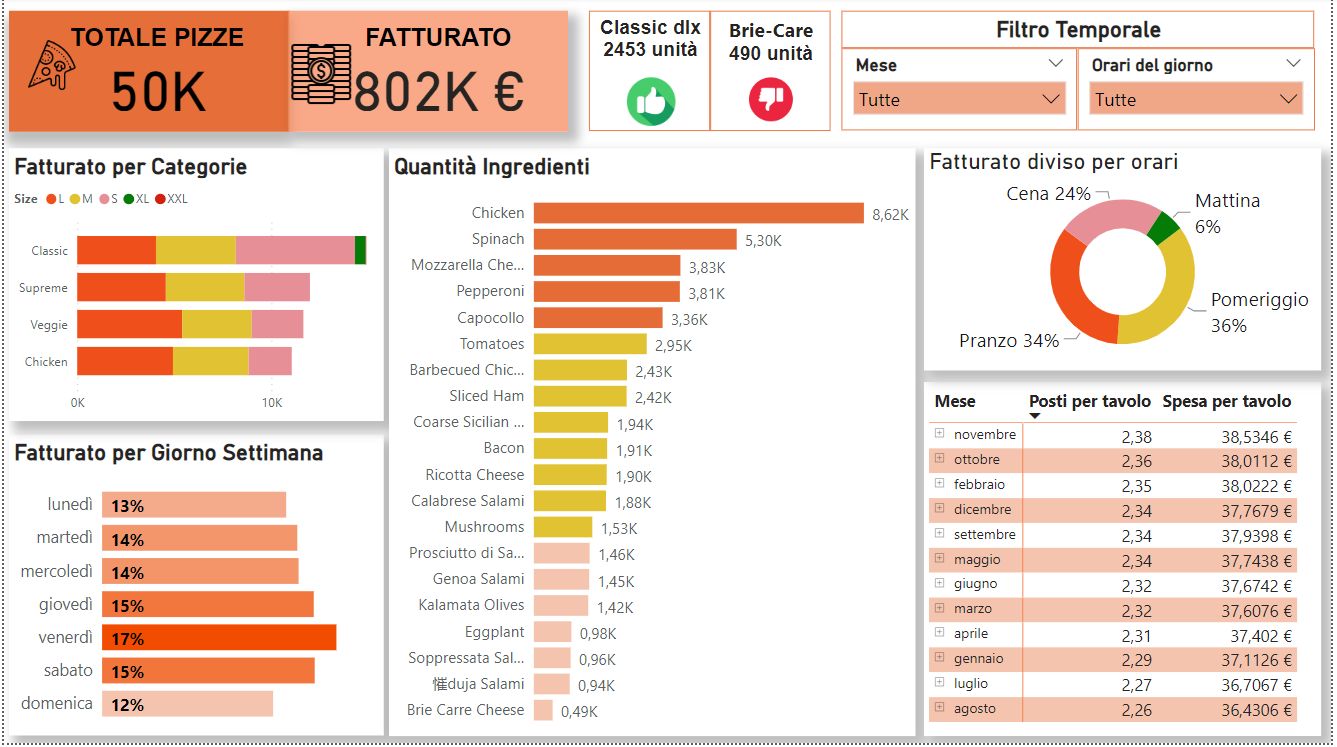 TOTALE PIZZE
50K
FATTURATO
802K €
Classic dlx
2453 unità
Brie-Care
490 unità
Filtro Temporale
Mese
Tutte
Orari del giorno
Tutte
Fatturato per Categorie
Size L M S XL XXL
Classic
Supreme
Veggie
Chicken
0K 10K
Fatturato per Giorno Settimana
lunedì 13%
martedì 14%
mercoledì 14%
giovedì 15%
venerdì 17%
sabato 15%
domenica 12%
Quantità Ingredienti
Chicken 8,62K
Spinach 5,30K
Mozzarella Che... 3,83K
Pepperoni 3,81K
Capocollo 3,36K
Tomatoes 2,95K
Barbecued Chic... 2,43K
Sliced Ham 2,42K
Coarse Sicilian ... 1,94K
Bacon 1,91K
Ricotta Cheese 1,90K
Calabrese Salami 1,88K
Mushrooms 1,53K
Prosciutto di Sa... 1,46K
Genoa Salami 1,45K
Kalamata Olives 1,42K
Eggplant 0,98K
Soppressata Sal... 0,96K
慛duja Salami 0,94K
Brie Carre Cheese 0,49K
Fatturato diviso per orari
Cena 24%
Mattina
6%
Pomeriggio
36%
Pranzo 34%
Mese Posti per tavolo Spesa per tavolo
novembre 2,38 38,5346 €
ottobre 2,36 38,0112 €
febbraio 2,35 38,0222 €
dicembre 2,34 37,7679 €
settembre 2,34 37,9398 €
maggio 2,34 37,7438 €
giugno 2,32 37,6742 €
marzo 2,32 37,6076 €
aprile 2,31 37,402 €
gennaio 2,29 37,1126 €
luglio 2,27 36,7067 €
agosto 2,26 36,4306 €